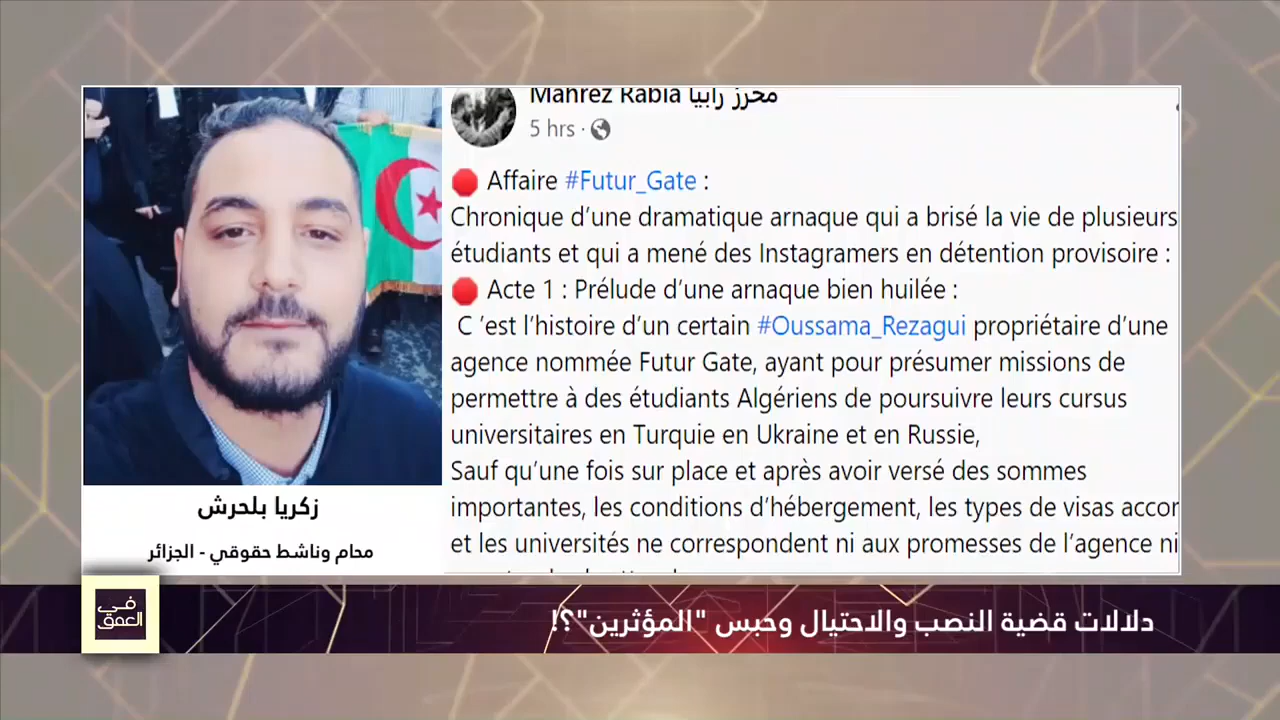 Mahrez Rabia محرز رابيا
5 hrs ·
Affaire #Futur_Gate :
Chronique d’une dramatique arnaque qui a brisé la vie de plusieurs
étudiants et qui a mené des Instagramers en détention provisoire :
Acte 1 : Prélude d’une arnaque bien huilée :
C ’est l’histoire d’un certain #Oussama_Rezagui propriétaire d’une
agence nommée Futur Gate, ayant pour présumer missions de
permettre à des étudiants Algériens de poursuivre leurs cursus
universitaires en Turquie en Ukraine et en Russie,
Sauf qu’une fois sur place et après avoir versé des sommes
importantes, les conditions d’hébergement, les types de visas accor
et les universités ne correspondent ni aux promesses de l’agence ni
زكريا بلحرش
محام وناشط حقوقي - الجزائر
في
العمق
دلالات قضية النصب والاحتيال وحبس "المؤثرين"؟!